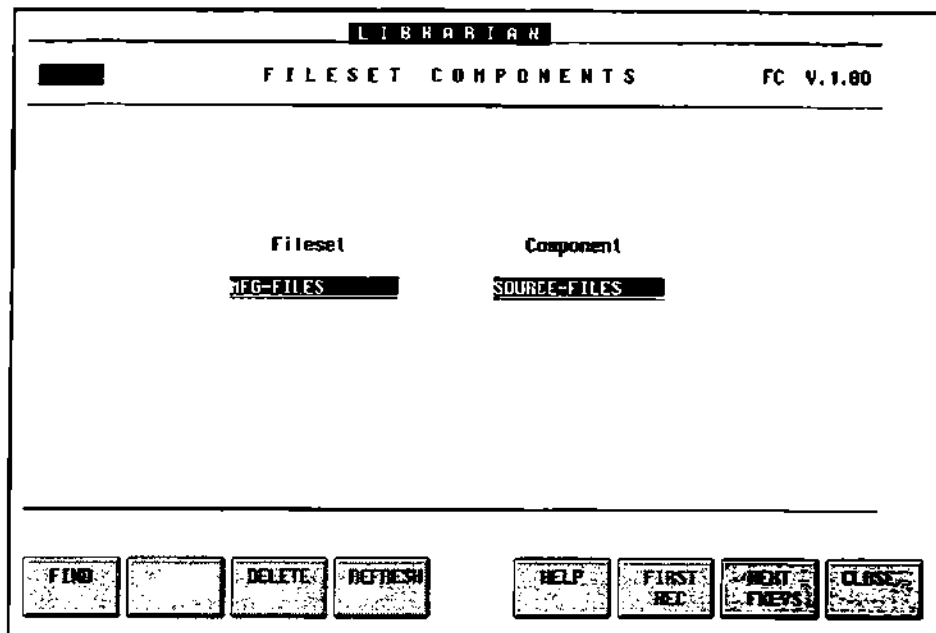 LIBRARIAN
FILESET COMPONENTS FC V.1.80
Fileset Component
MFG-FILES SOURCE-FILES
FIND DELETE REFRESH HELP FIRST REC NEXT FKEYS CLOSE